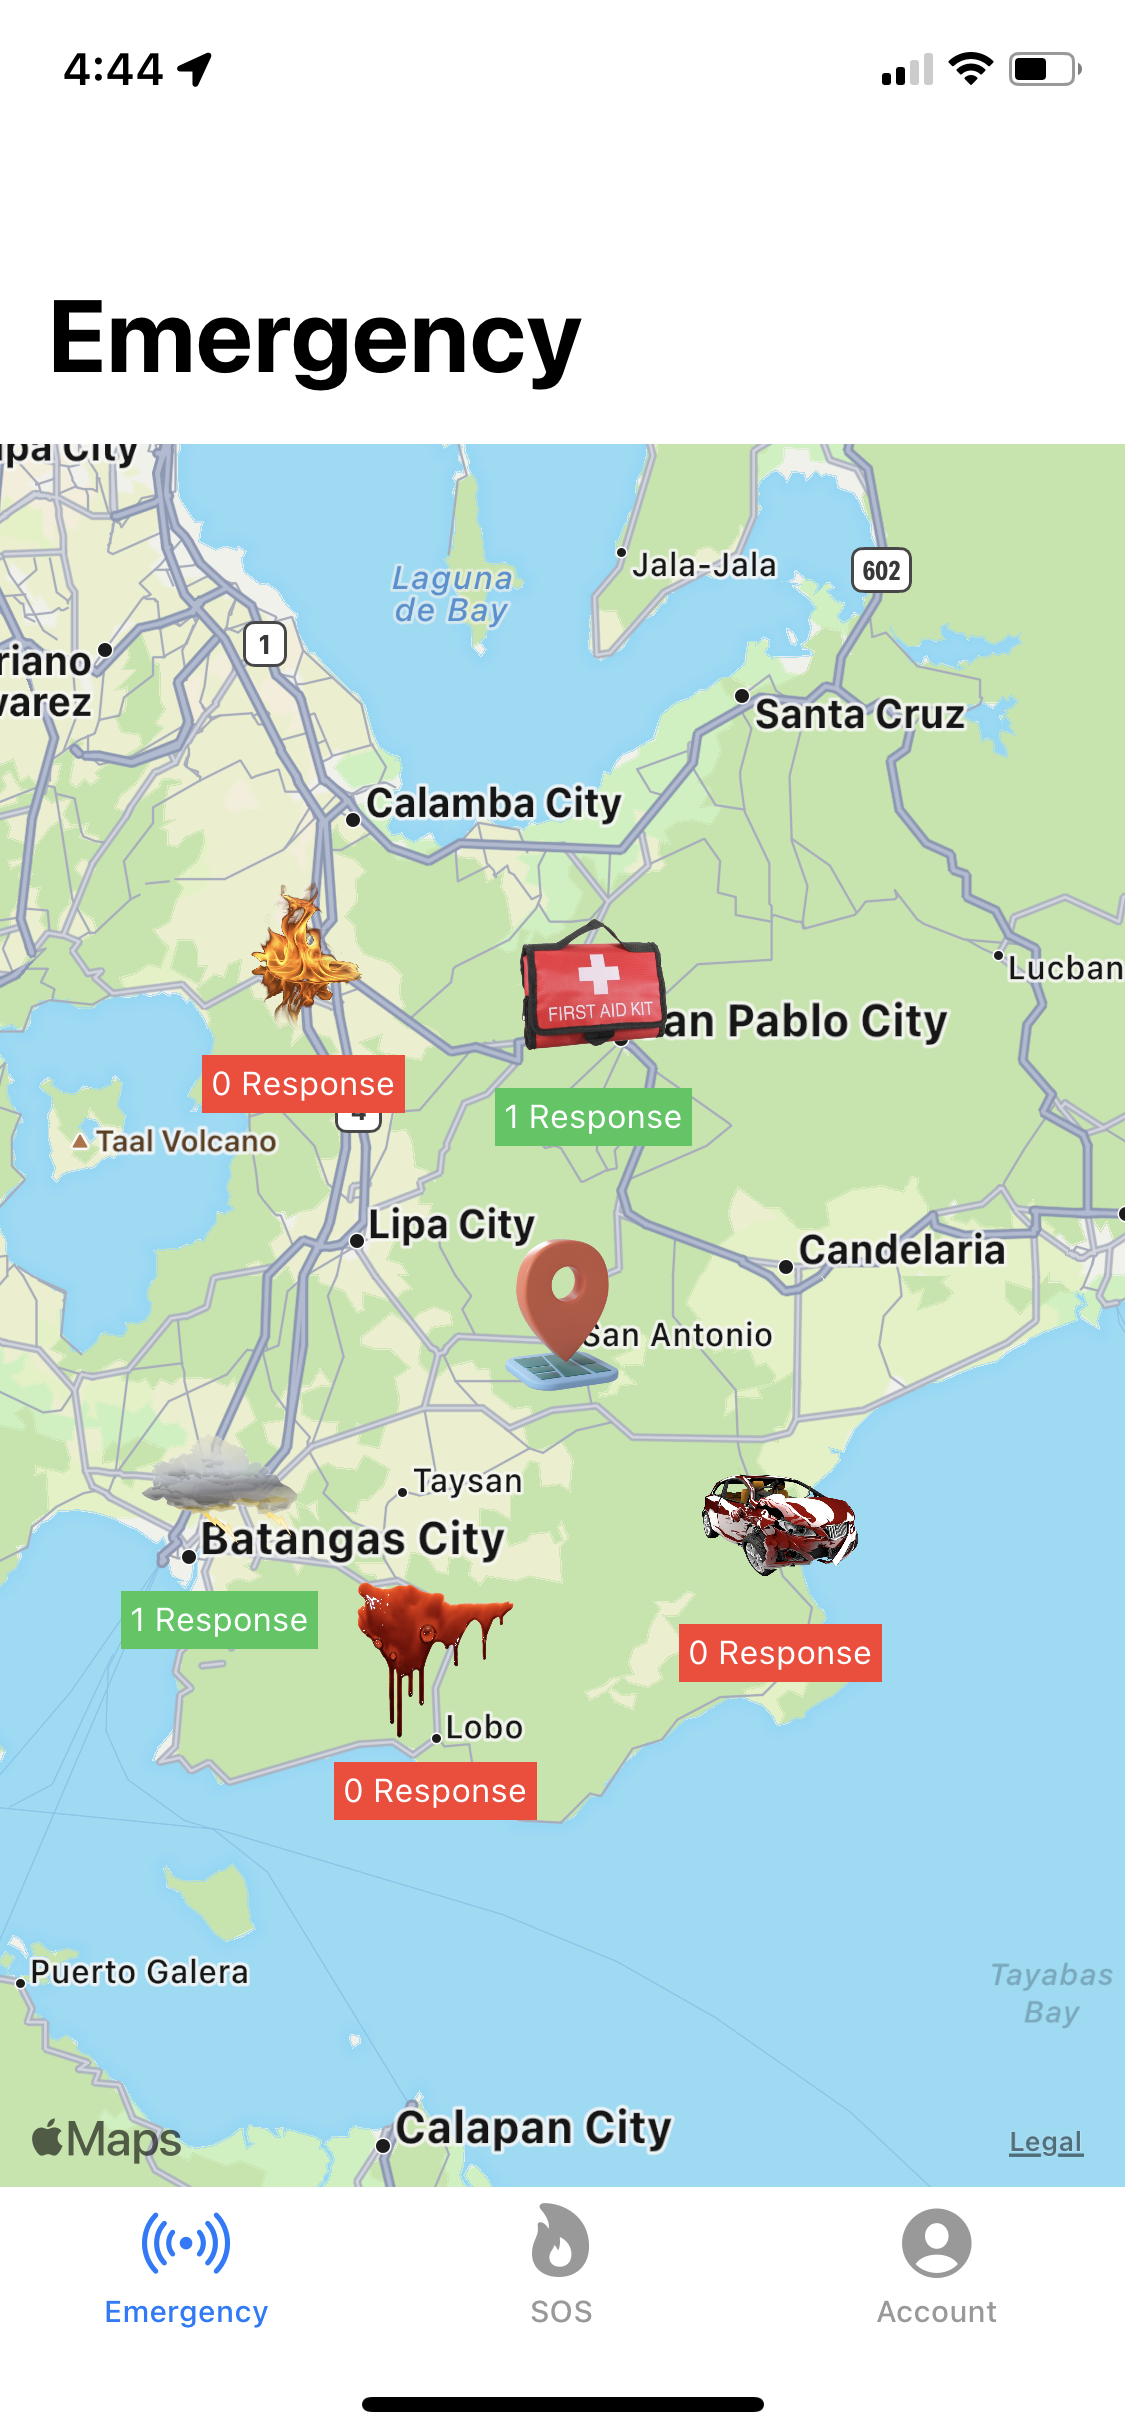 4:44
Emergency
pa City
Laguna
de Bay
Jala-Jala
602
1
riano
varez
Santa Cruz
Calamba City
Lucban
FIRST AID KIT
an Pablo City
0 Response
1 Response
4
Taal Volcano
Lipa City
Candelaria
San Antonio
Taysan
Batangas City
1 Response
0 Response
Lobo
0 Response
Puerto Galera
Tayabas
Bay
Calapan City
Maps
Legal
Emergency
SOS
Account